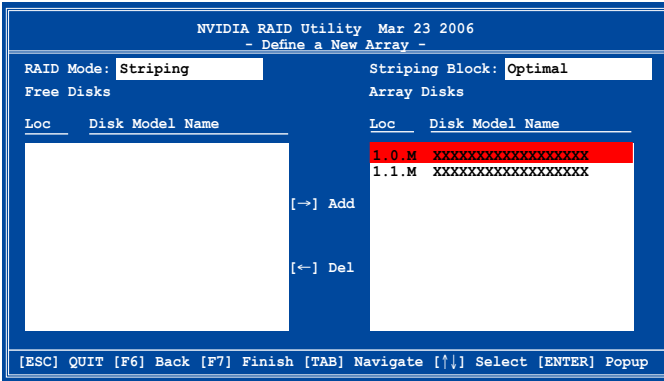 NVIDIA RAID Utility  Mar 23 2006
- Define a New Array -
RAID Mode: Striping
Striping Block: Optimal
Free Disks
Array Disks
Loc Disk Model Name
Loc Disk Model Name
1.0.M XXXXXXXXXXXXXXXXXX
1.1.M XXXXXXXXXXXXXXXXXX
[→] Add
[←] Del
[ESC] QUIT [F6] Back [F7] Finish [TAB] Navigate [↑↓] Select [ENTER] Popup